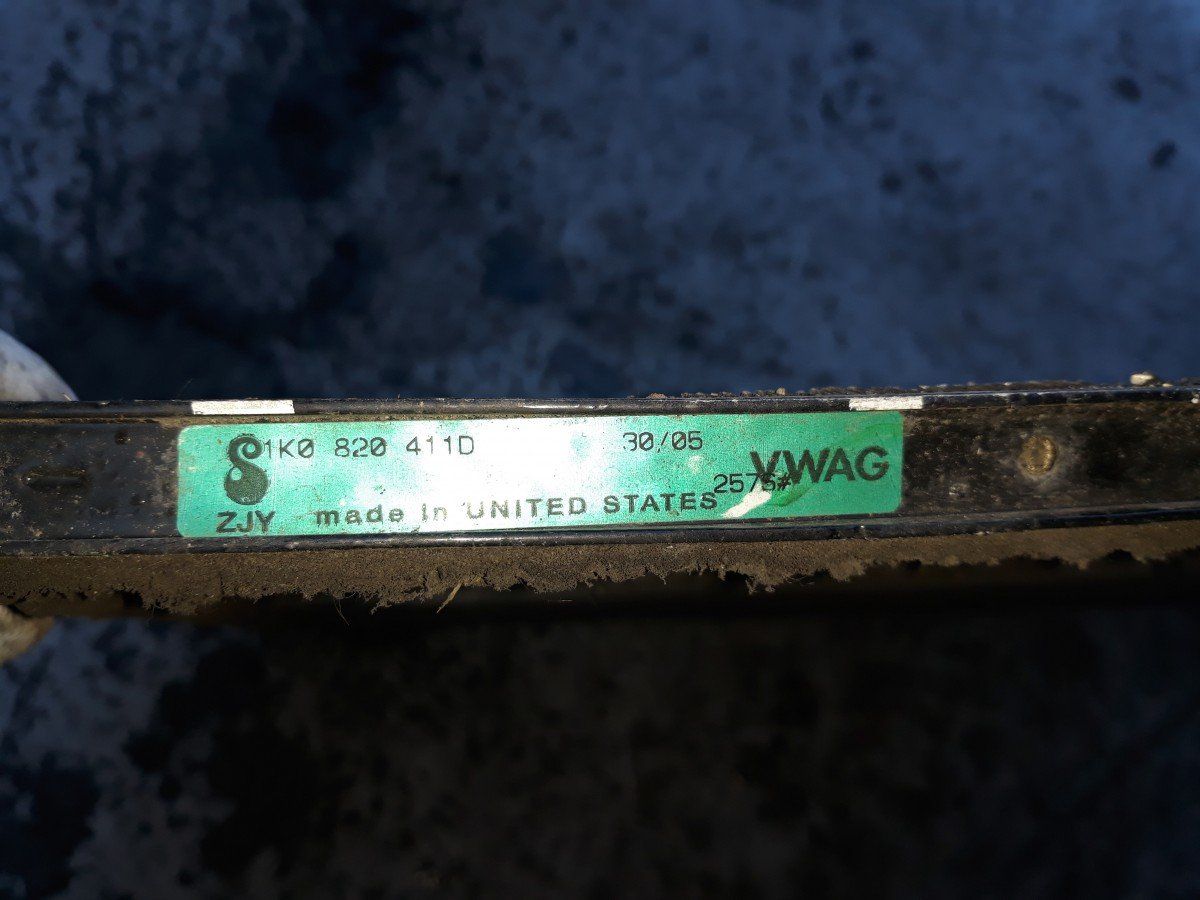 1K0 820 411D 30/05
2575# VWAG
ZJY made in UNITED STATES